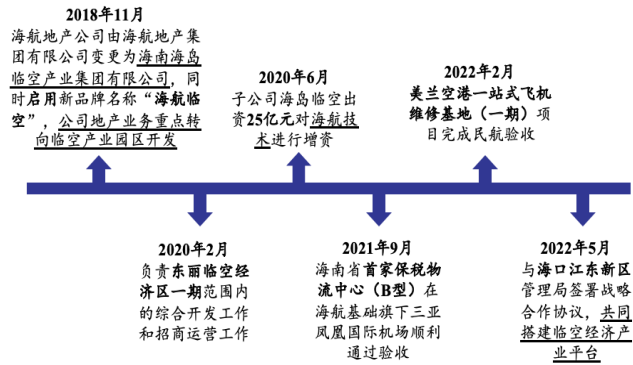 2018年11月
海航地产公司由海航地产集
团有限公司变更为海南海岛
临空产业集团有限公司，同
时启用新品牌名称“海航临
空”，公司地产业务重点转
向临空产业园区开发
2020年6月
子公司海岛临空出
资25亿元对海航技
术进行增资
2022年2月
美兰空港一站式飞机
维修基地（一期）项
目完成民航验收
2020年2月
负责东丽临空经
济区一期范围内
的综合开发工作
和招商运营工作
2021年9月
海南省首家保税物
流中心（B型）在
海航基础旗下三亚
凤凰国际机场顺利
通过验收
2022年5月
与海口江东新区
管理局签署战略
合作协议，共同
搭建临空经济产
业平台